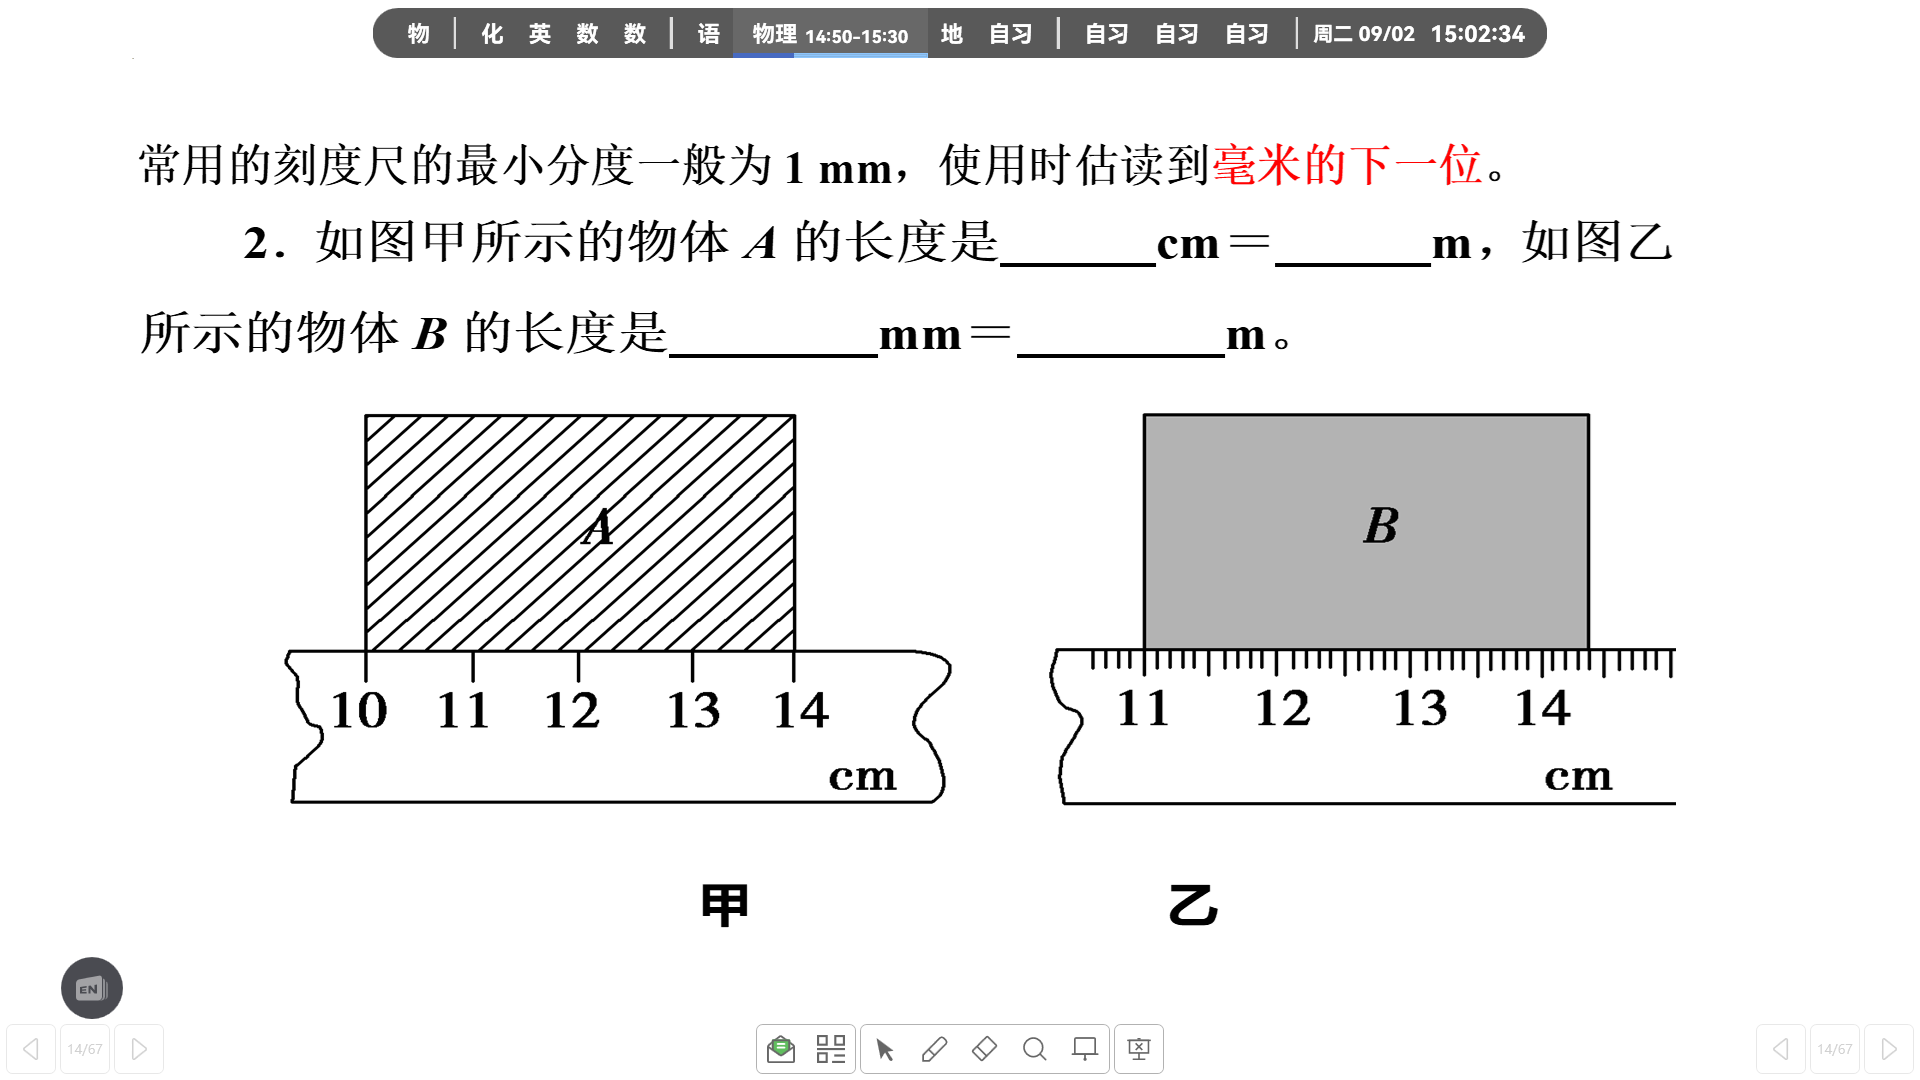 物 化 英 数 数 语 物理 14:50-15:30 地 自习 自习 自习 自习 周二 09/02 15:02:34
常用的刻度尺的最小分度一般为 1 mm，使用时估读到毫米的下一位。
2．如图甲所示的物体 A 的长度是______cm＝______m，如图乙
所示的物体 B 的长度是________mm＝________m。
A
B
10 11 12 13 14
cm
11 12 13 14
cm
甲
乙
EN
14/67
14/67